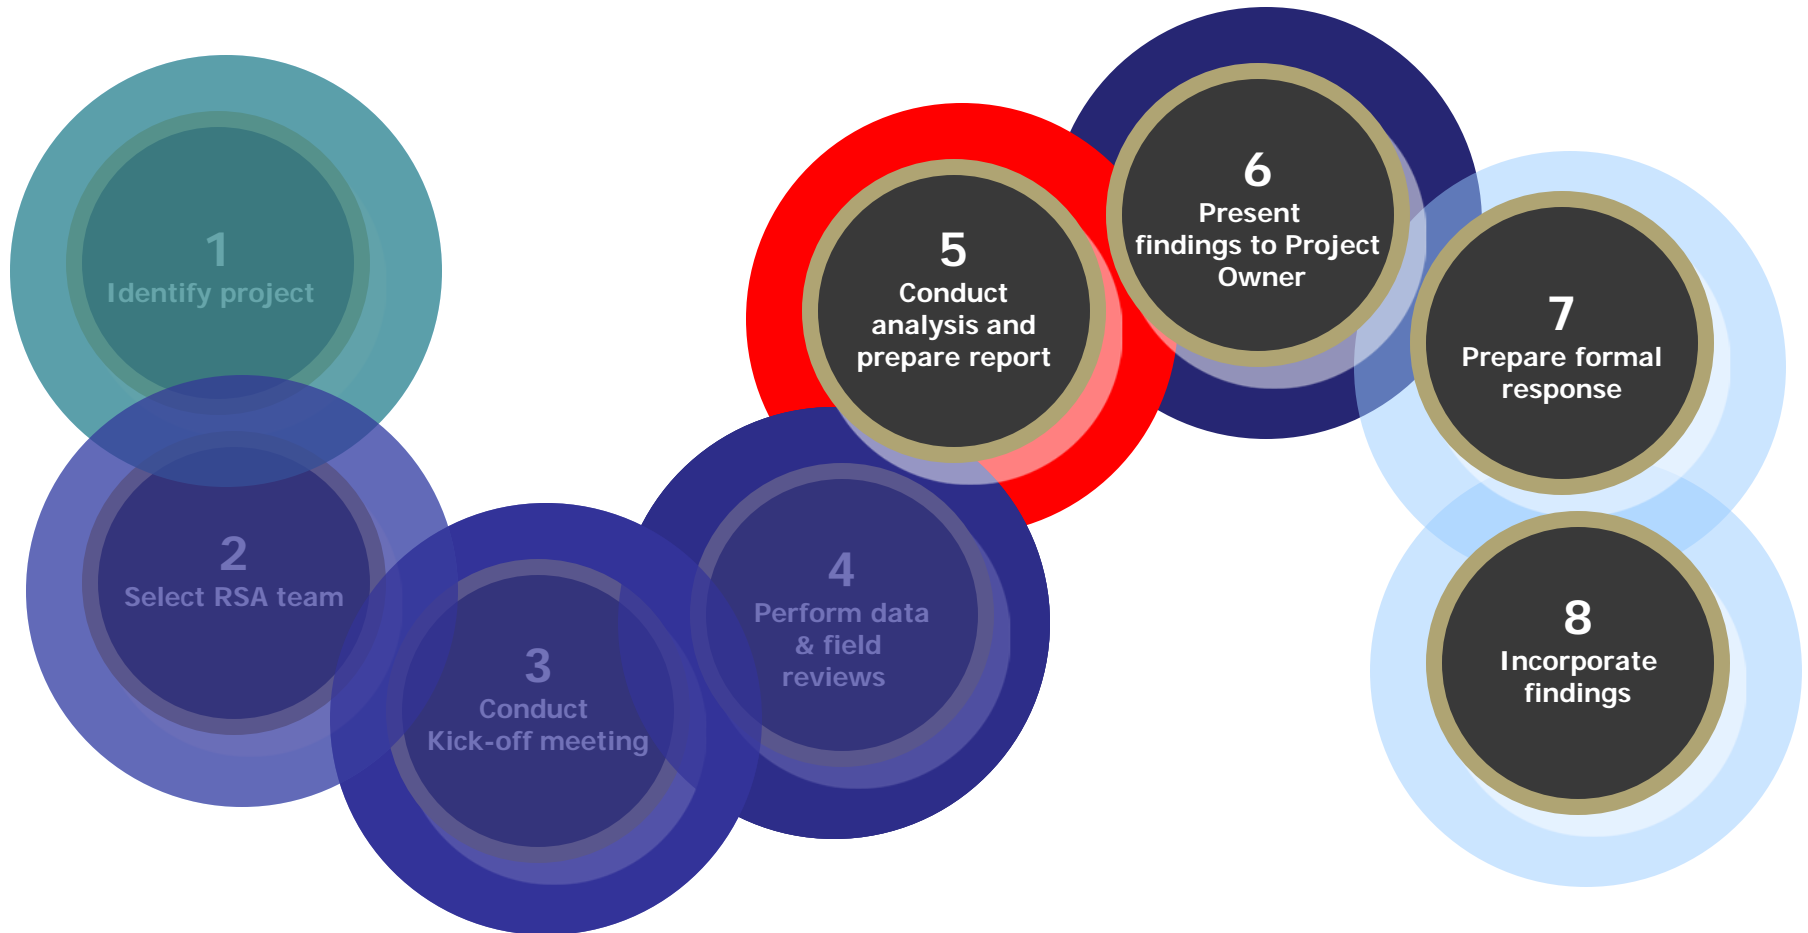 1
Identify project
2
Select RSA team
3
Conduct
Kick-off meeting
4
Perform data
& field
reviews
5
Conduct
analysis and
prepare report
6
Present
findings to Project
Owner
7
Prepare formal
response
8
Incorporate
findings